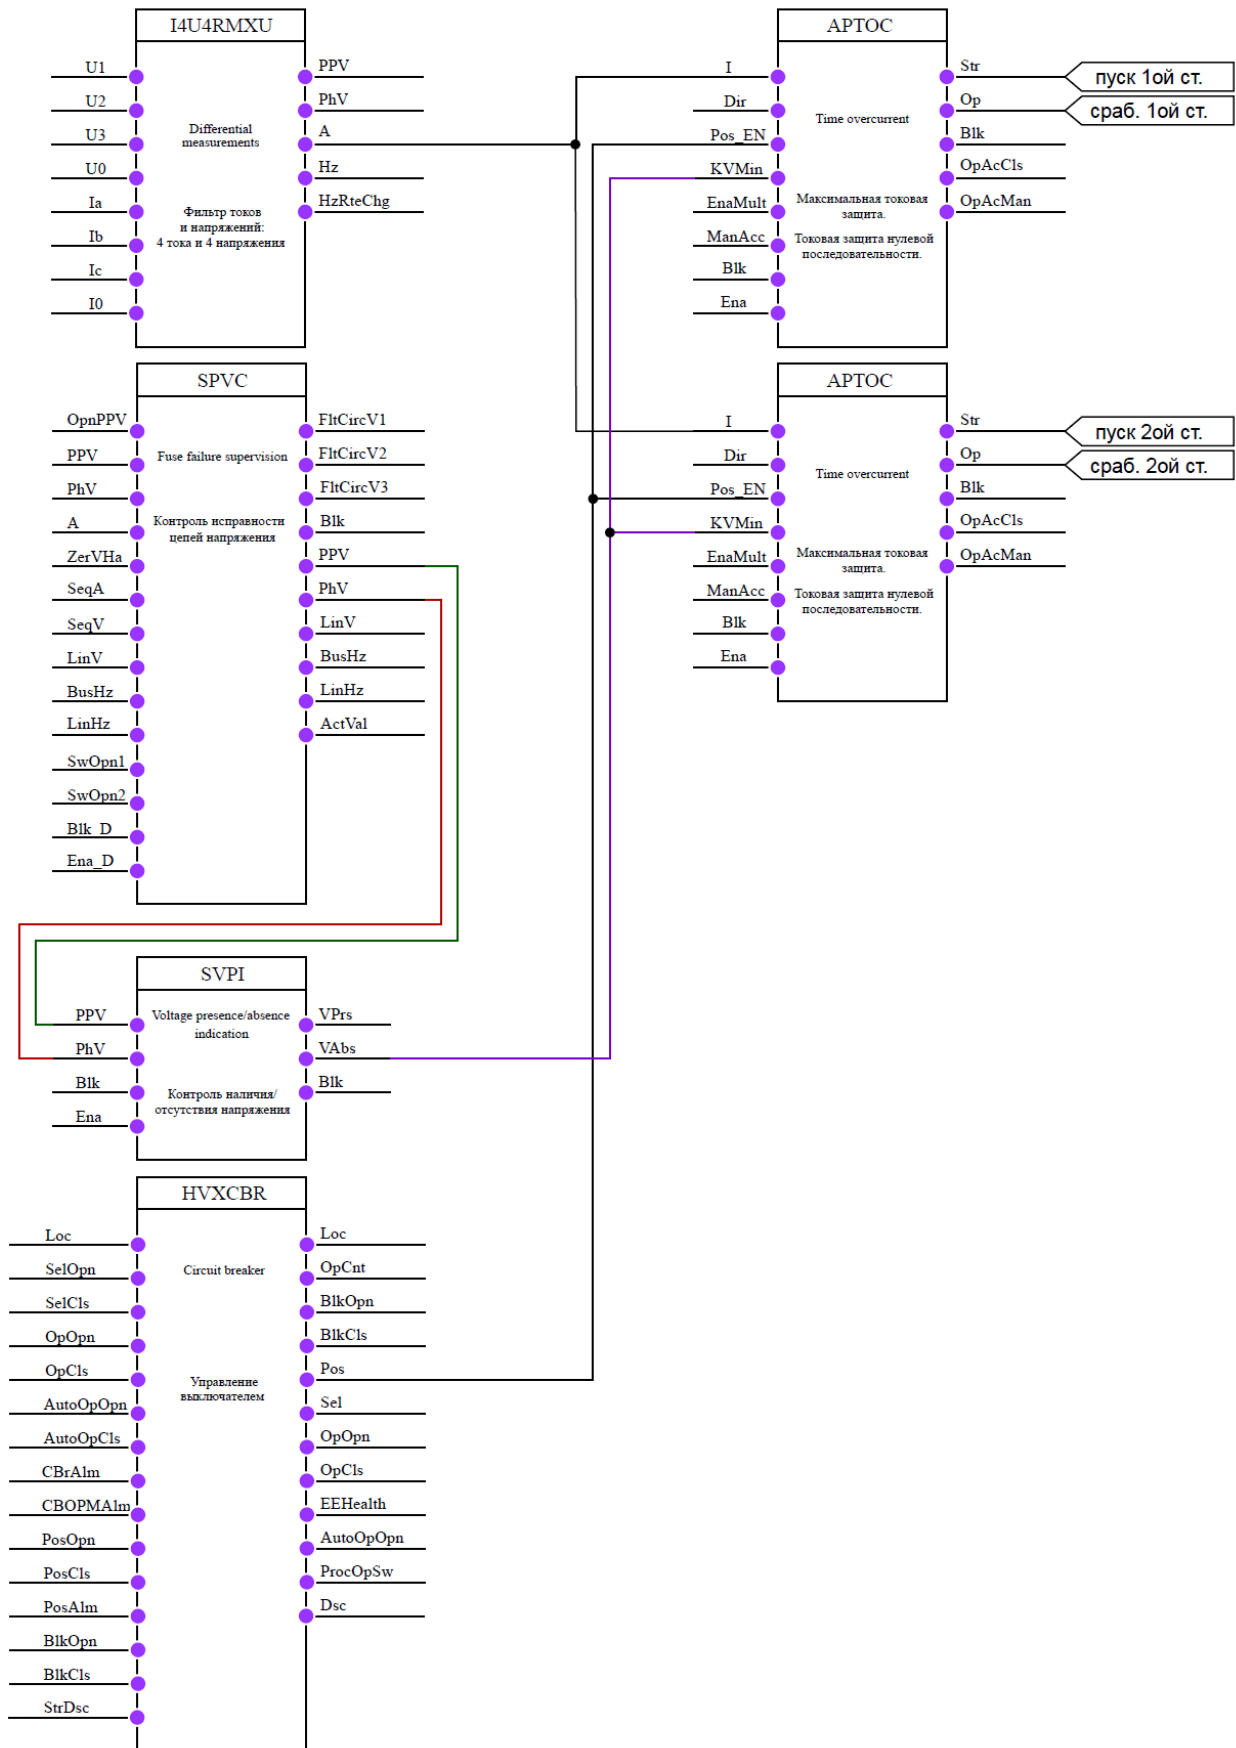 I4U4RMXU
U1
U2
U3
U0
Ia
Ib
Ic
I0
Differential
measurements
Фильтр токов
и напряжений:
4 тока и 4 напряжения
PPV
PhV
A
Hz
HzRteChg
APTOC
I
Dir
Pos_EN
KVMin
EnaMult
ManAcc
Blk
Ena
Time overcurrent
Максимальная токовая
защита.
Токовая защита нулевой
последовательности.
Str
Op
Blk
OpAcCls
OpAcMan
пуск 1ой ст.
сраб. 1ой ст.
SPVC
OpnPPV
PPV
PhV
A
ZerVHa
SeqA
SeqV
LinV
BusHz
LinHz
SwOpn1
SwOpn2
Blk_D
Ena_D
Fuse failure supervision
Контроль исправности
цепей напряжения
FltCircV1
FltCircV2
FltCircV3
Blk
PPV
PhV
LinV
BusHz
LinHz
ActVal
APTOC
I
Dir
Pos_EN
KVMin
EnaMult
ManAcc
Blk
Ena
Time overcurrent
Максимальная токовая
защита.
Токовая защита нулевой
последовательности.
Str
Op
Blk
OpAcCls
OpAcMan
пуск 2ой ст.
сраб. 2ой ст.
SVPI
PPV
PhV
Blk
Ena
Voltage presence/absence
indication
Контроль наличия/
отсутствия напряжения
VPrs
VAbs
Blk
HVXCBR
Loc
SelOpn
SelCls
OpOpn
OpCls
AutoOpOpn
AutoOpCls
CBrAlm
CBOPMAlm
PosOpn
PosCls
PosAlm
BlkOpn
BlkCls
StrDsc
Circuit breaker
Управление
выключателем
Loc
OpCnt
BlkOpn
BlkCls
Pos
Sel
OpOpn
OpCls
EEHealth
AutoOpOpn
ProcOpSw
Dsc